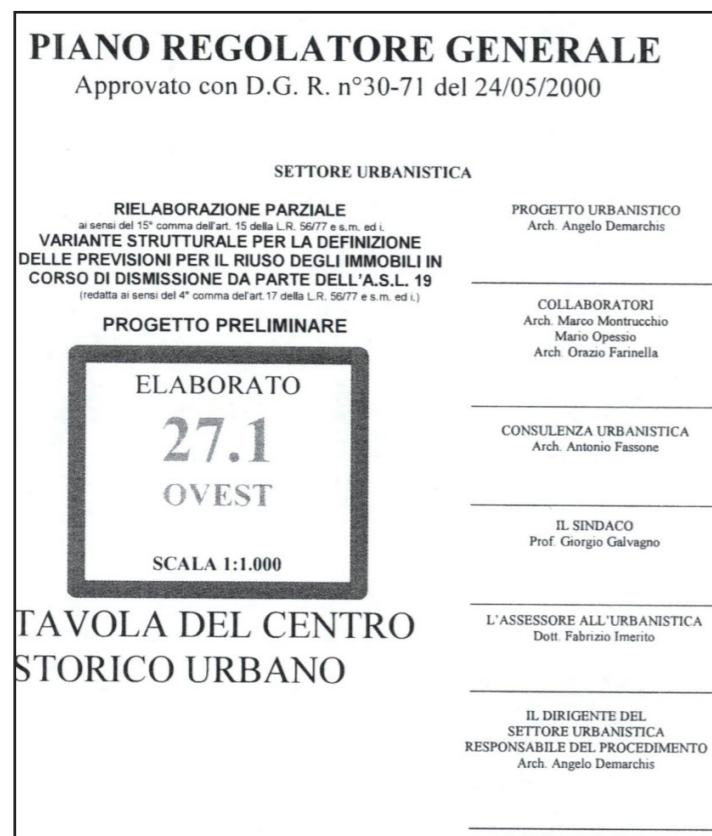 PIANO REGOLATORE GENERALE
Approvato con D.G. R. n°30-71 del 24/05/2000
SETTORE URBANISTICA
RIELABORAZIONE PARZIALE
ai sensi del 15° comma dell'art. 15 della L.R. 56/77 e s.m. ed i.
VARIANTE STRUTTURALE PER LA DEFINIZIONE
DELLE PREVISIONI PER IL RIUSO DEGLI IMMOBILI IN
CORSO DI DISMISSIONE DA PARTE DELL'A.S.L. 19
(redatta ai sensi del 4° comma del'art. 17 della L.R. 56/77 e s.m. ed i.)
PROGETTO PRELIMINARE
ELABORATO
27.1
OVEST
SCALA 1:1.000
TAVOLA DEL CENTRO
STORICO URBANO
PROGETTO URBANISTICO
Arch. Angelo Demarchis
COLLABORATORI
Arch. Marco Montrucchio
Mario Opessio
Arch. Orazio Farinella
CONSULENZA URBANISTICA
Arch. Antonio Fassone
IL SINDACO
Prof. Giorgio Galvagno
L'ASSESSORE ALL'URBANISTICA
Dott. Fabrizio Imerito
IL DIRIGENTE DEL
SETTORE URBANISTICA
RESPONSABILE DEL PROCEDIMENTO
Arch. Angelo Demarchis